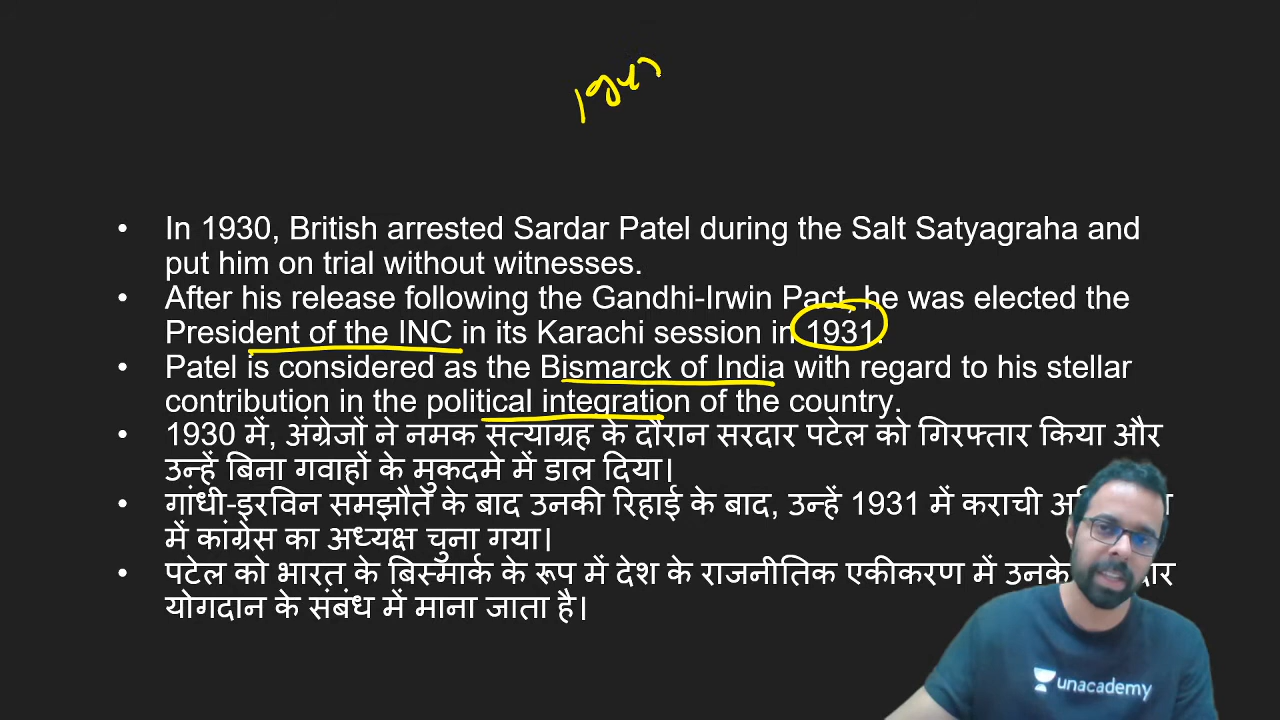 1947
In 1930, British arrested Sardar Patel during the Salt Satyagraha and
put him on trial without witnesses.
After his release following the Gandhi-Irwin Pact, he was elected the
President of the INC in its Karachi session in 1931.
Patel is considered as the Bismarck of India with regard to his stellar
contribution in the political integration of the country.
1930 में, अंग्रेजों ने नमक सत्याग्रह के दौरान सरदार पटेल को गिरफ्तार किया और
उन्हें बिना गवाहों के मुकदमे में डाल दिया।
गांधी-इरविन समझौते के बाद उनकी रिहाई के बाद, उन्हें 1931 में कराची
में कांग्रेस का अध्यक्ष चुना गया।
पटेल को भारत के बिस्मार्क के रूप में देश के राजनीतिक एकीकरण में उनके
योगदान के संबंध में माना जाता है।
unacademy